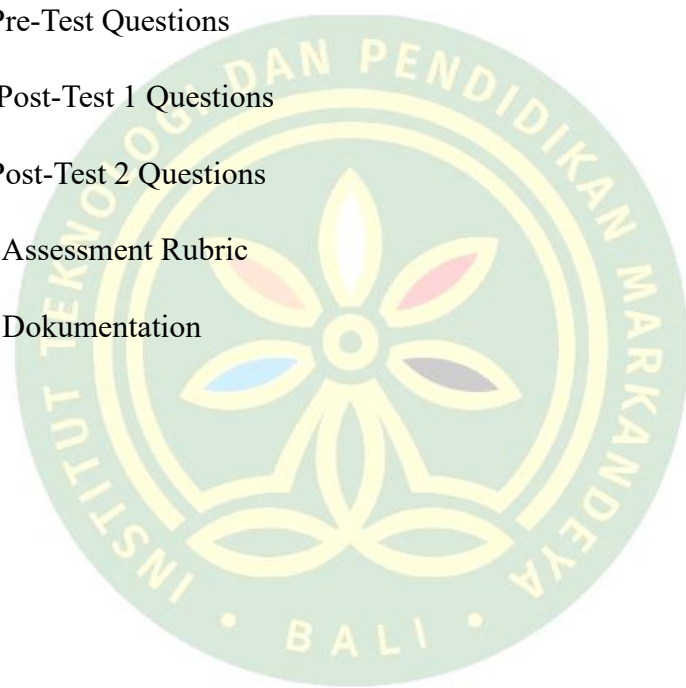 Pre-Test Questions
Post-Test 1 Questions
Post-Test 2 Questions
Assessment Rubric
Dokumentation
INSTITUT TEKNOLOGI DAN PENDIDIKAN MARKANDEYA
• BALI •